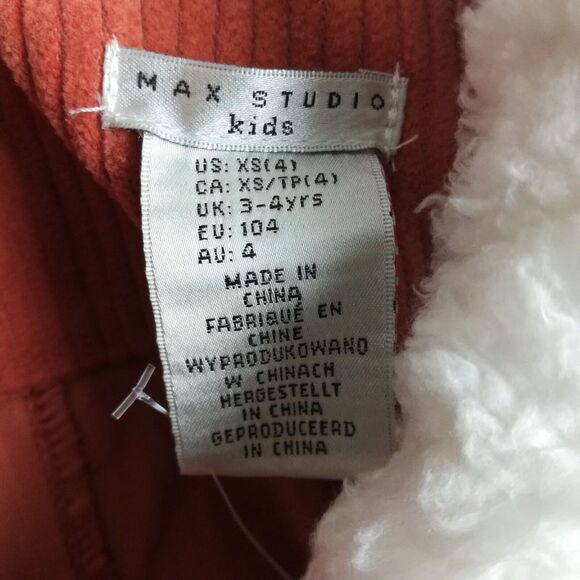 MAX STUDIO
kids
US: XS(4)
CA: XS/TP(4)
UK: 3-4yrs
EU: 104
AU: 4
MADE IN
CHINA
FABRIQUÉ EN
CHINE
WYPRODUKOWANO
W CHINACH
HERGESTELLT
IN CHINA
GEPRODUCEERD
IN CHINA